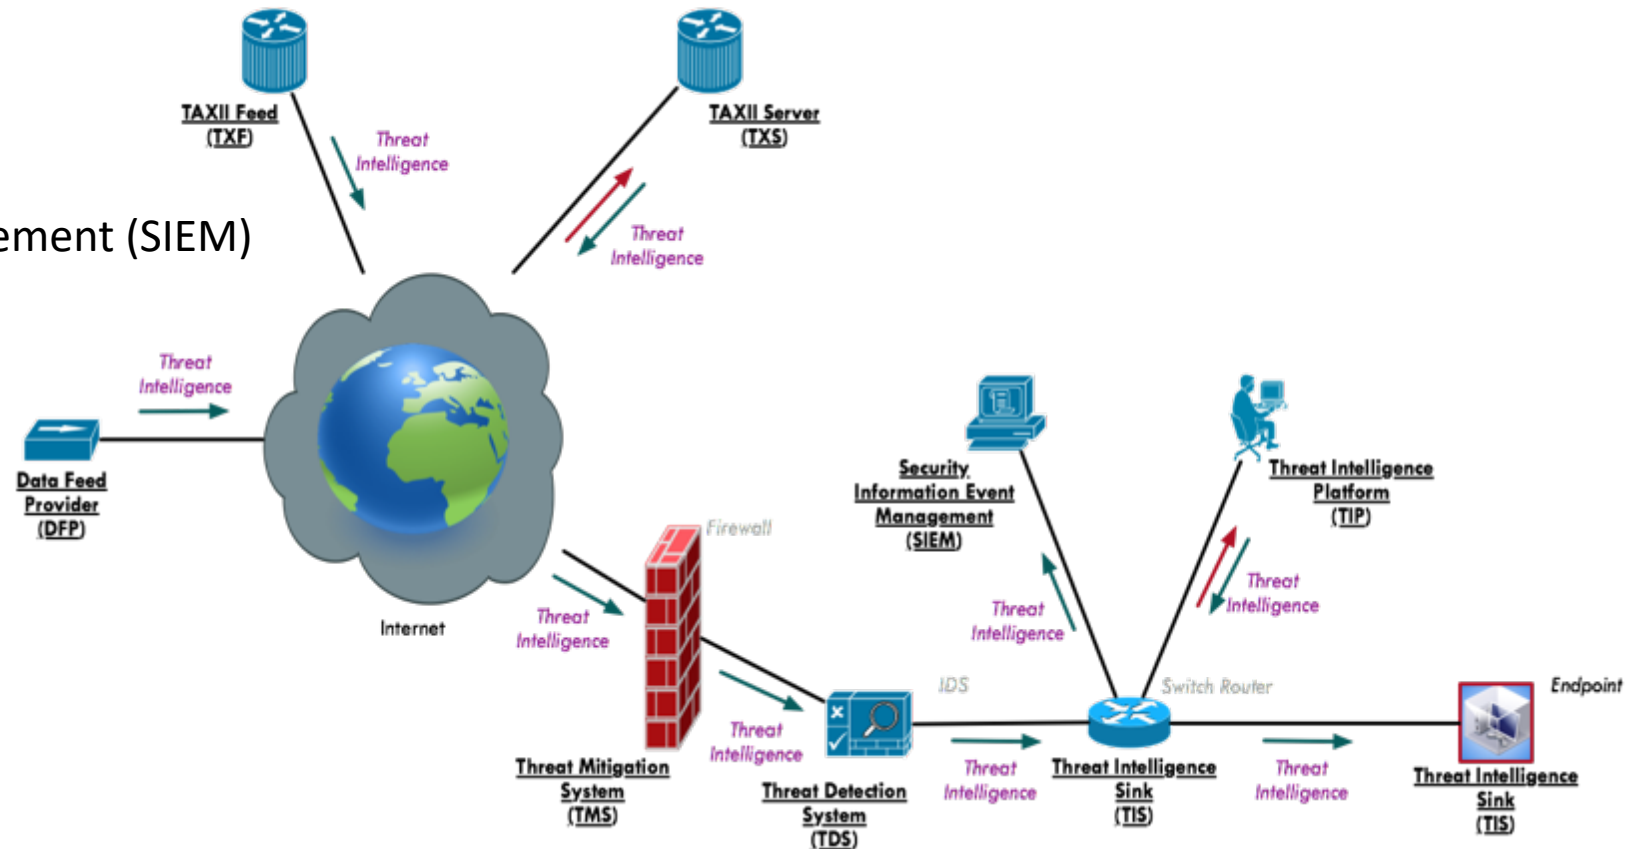 TAXII Feed
(TXF)
Threat
Intelligence
TAXII Server
(TXS)
Threat
Intelligence
ement (SIEM)
Threat
Intelligence
Data Feed
Provider
(DFP)
Internet
Threat
Intelligence
Firewall
Threat Mitigation
System
(TMS)
Threat
Intelligence
IDS
Threat Detection
System
(TDS)
Threat
Intelligence
Security
Information Event
Management
(SIEM)
Threat
Intelligence
Threat Intelligence
Platform
(TIP)
Threat
Intelligence
Switch Router
Threat Intelligence
Sink
(TIS)
Threat
Intelligence
Endpoint
Threat Intelligence
Sink
(TIS)